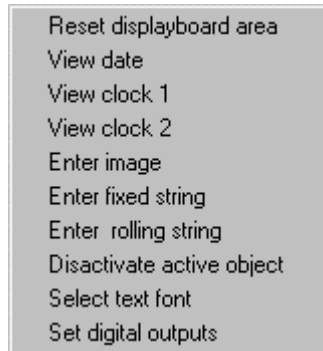 Reset displayboard area
View date
View clock 1
View clock 2
Enter image
Enter fixed string
Enter  rolling string
Disactivate active object
Select text font
Set digital outputs